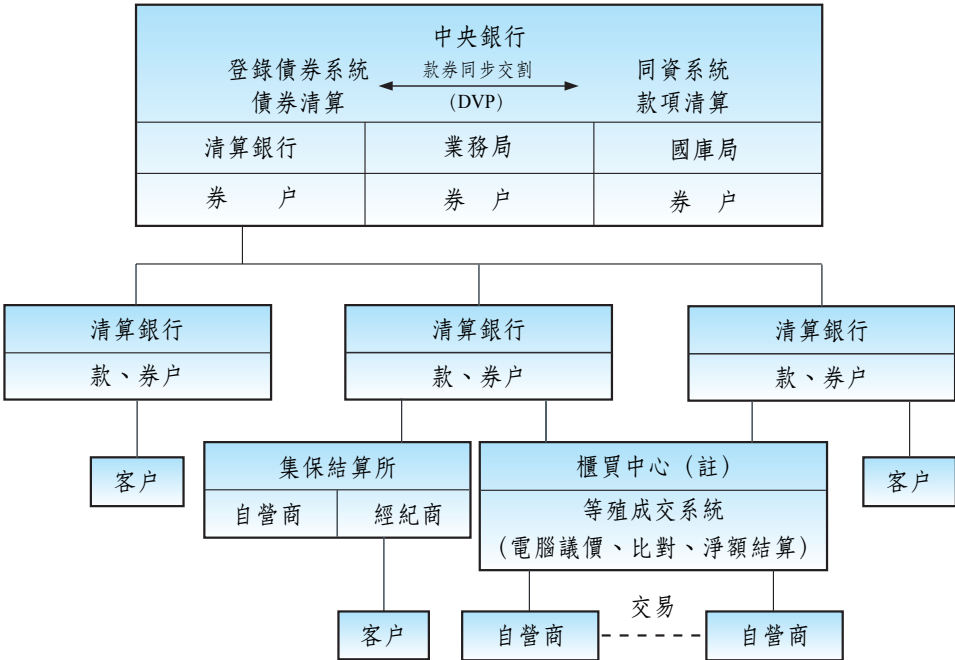 中央銀行
登錄債券系統 款券同步交割 同資系統
債券清算 (DVP) 款項清算
清算銀行 業務局 國庫局
券 户 券 户 券 户
清算銀行 清算銀行 清算銀行
款、券户 款、券户 款、券户
客户 集保結算所 櫃買中心（註） 客户
自營商 經紀商 等殖成交系統
（電腦議價、比對、淨額結算）
交易
客户 自營商 自營商